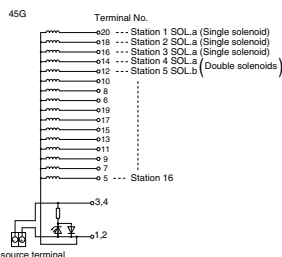 45G
Terminal No.
20 --- Station 1 SOL.a (Single solenoid)
18 --- Station 2 SOL.a (Single solenoid)
16 --- Station 3 SOL.a (Single solenoid)
14 --- Station 4 SOL.a
12 --- Station 5 SOL.b
(Double solenoids)
10
8
6
19
17
15
13
11
9
7
5 --- Station 16
3,4
1,2
source terminal